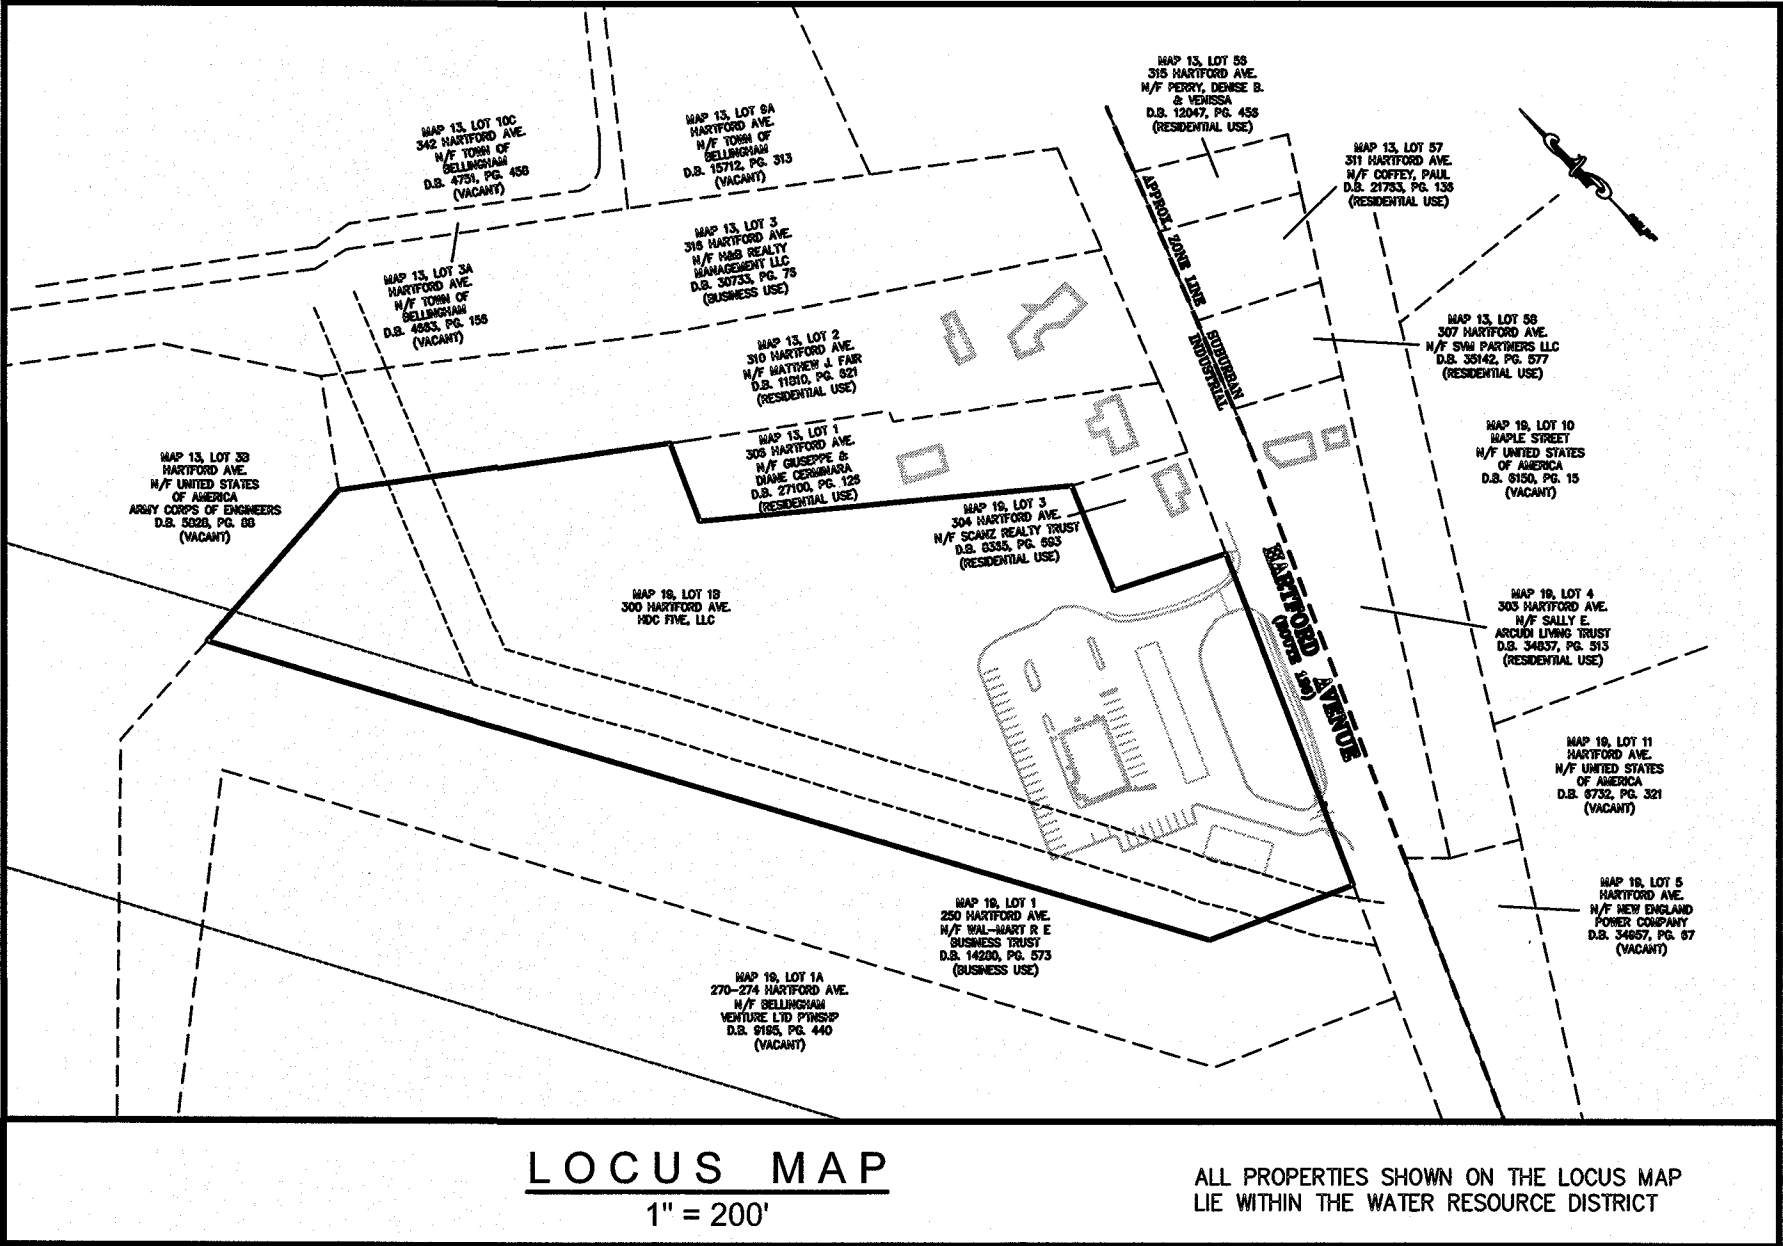 MAP 13, LOT 10C
342 HARTFORD AVE.
N/F TOWN OF
BELLINGHAM
D.B. 4751, PG. 456
(VACANT)
MAP 13, LOT 9A
HARTFORD AVE.
N/F TOWN OF
BELLINGHAM
D.B. 15712, PG. 313
(VACANT)
MAP 13, LOT 56
315 HARTFORD AVE.
N/F PERRY, DENISE B.
& VENISSA
D.B. 12047, PG. 455
(RESIDENTIAL USE)
MAP 13, LOT 57
311 HARTFORD AVE.
N/F COFFEY, PAUL
D.B. 21753, PG. 135
(RESIDENTIAL USE)
MAP 13, LOT 3A
HARTFORD AVE.
N/F TOWN OF
BELLINGHAM
D.B. 4683, PG. 155
(VACANT)
MAP 13, LOT 3
316 HARTFORD AVE.
N/F H&B REALTY
MANAGEMENT LLC
D.B. 30733, PG. 75
(BUSINESS USE)
MAP 13, LOT 2
310 HARTFORD AVE.
N/F MATTHEW J. FAIR
D.B. 11810, PG. 621
(RESIDENTIAL USE)
APPROX. ZONE LINE
SUBURBAN
INDUSTRIAL
MAP 13, LOT 58
307 HARTFORD AVE.
N/F SVM PARTNERS LLC
D.B. 35142, PG. 577
(RESIDENTIAL USE)
MAP 13, LOT 3B
HARTFORD AVE.
N/F UNITED STATES
OF AMERICA
ARMY CORPS OF ENGINEERS
D.B. 5828, PG. 88
(VACANT)
MAP 13, LOT 1
306 HARTFORD AVE.
N/F GIUSEPPE &
DIANE CERMINARA
D.B. 27100, PG. 125
(RESIDENTIAL USE)
MAP 19, LOT 10
MAPLE STREET
N/F UNITED STATES
OF AMERICA
D.B. 6150, PG. 15
(VACANT)
MAP 19, LOT 3
304 HARTFORD AVE.
N/F SCANZ REALTY TRUST
D.B. 8335, PG. 693
(RESIDENTIAL USE)
MAP 19, LOT 1B
300 HARTFORD AVE.
HDC FIVE, LLC
HARTFORD AVENUE
(ROUTE 126)
MAP 19, LOT 4
303 HARTFORD AVE.
N/F SALLY E.
ARCUDI LIVING TRUST
D.B. 34837, PG. 513
(RESIDENTIAL USE)
MAP 19, LOT 11
HARTFORD AVE.
N/F UNITED STATES
OF AMERICA
D.B. 6732, PG. 321
(VACANT)
MAP 19, LOT 5
HARTFORD AVE.
N/F NEW ENGLAND
POWER COMPANY
D.B. 34957, PG. 67
(VACANT)
MAP 19, LOT 1
250 HARTFORD AVE.
N/F WAL-MART R E
BUSINESS TRUST
D.B. 14280, PG. 573
(BUSINESS USE)
MAP 19, LOT 1A
270-274 HARTFORD AVE.
N/F BELLINGHAM
VENTURE LTD PTNSHP
D.B. 9195, PG. 440
(VACANT)
LOCUS MAP
1" = 200'
ALL PROPERTIES SHOWN ON THE LOCUS MAP
LIE WITHIN THE WATER RESOURCE DISTRICT